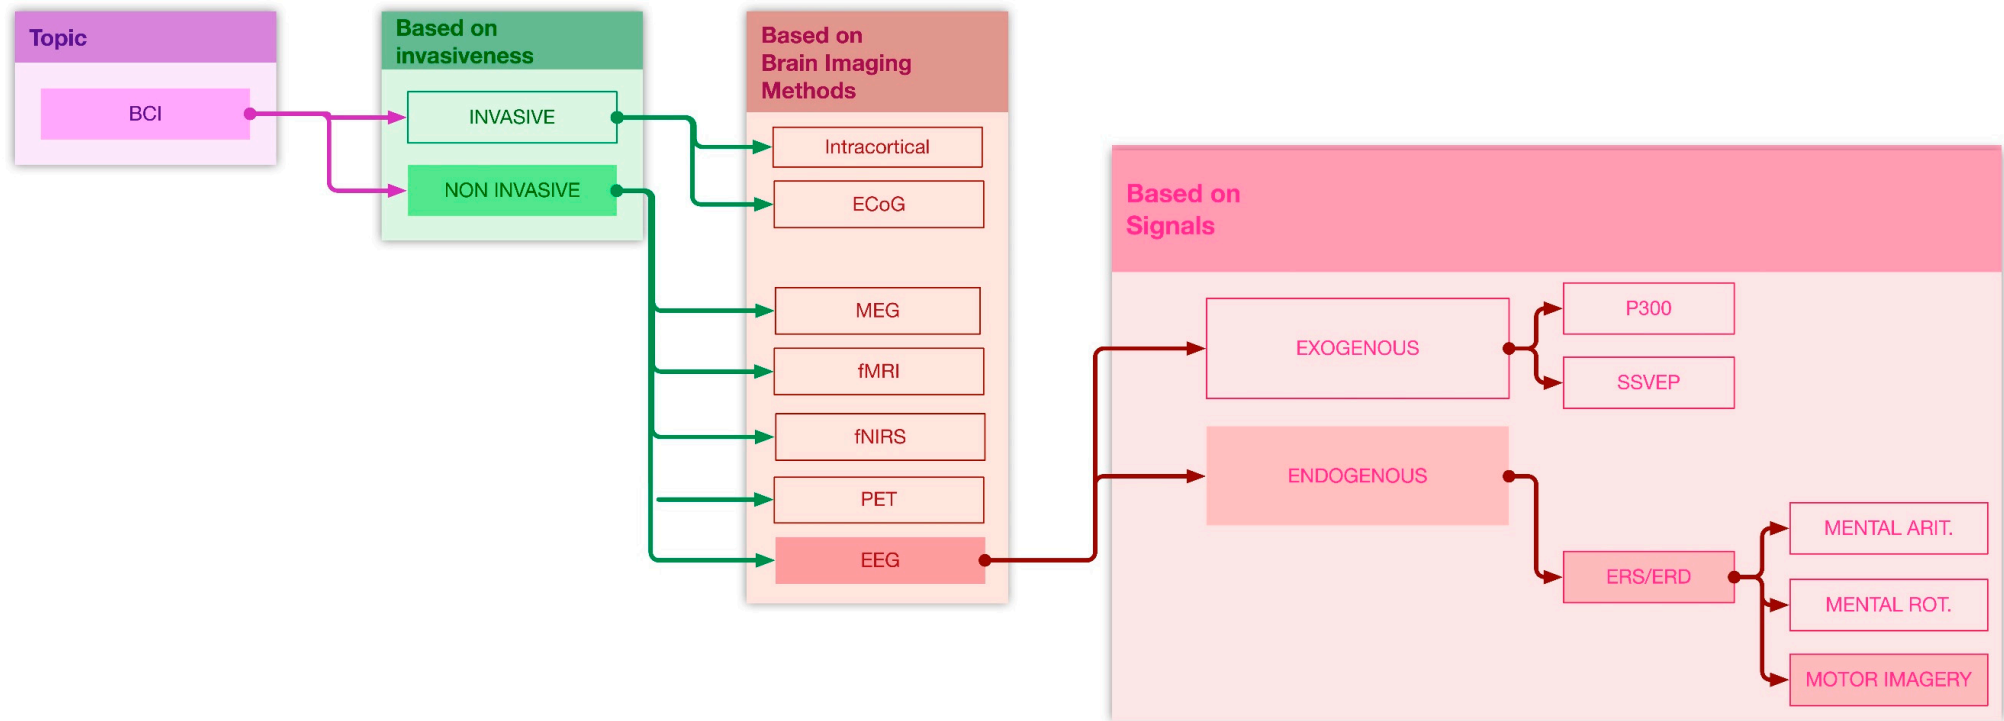 Topic
BCI
Based on
invasiveness
INVASIVE
NON INVASIVE
Based on
Brain Imaging
Methods
Intracortical
ECoG
MEG
fMRI
fNIRS
PET
EEG
Based on
Signals
EXOGENOUS
P300
SSVEP
ENDOGENOUS
ERS/ERD
MENTAL ARIT.
MENTAL ROT.
MOTOR IMAGERY